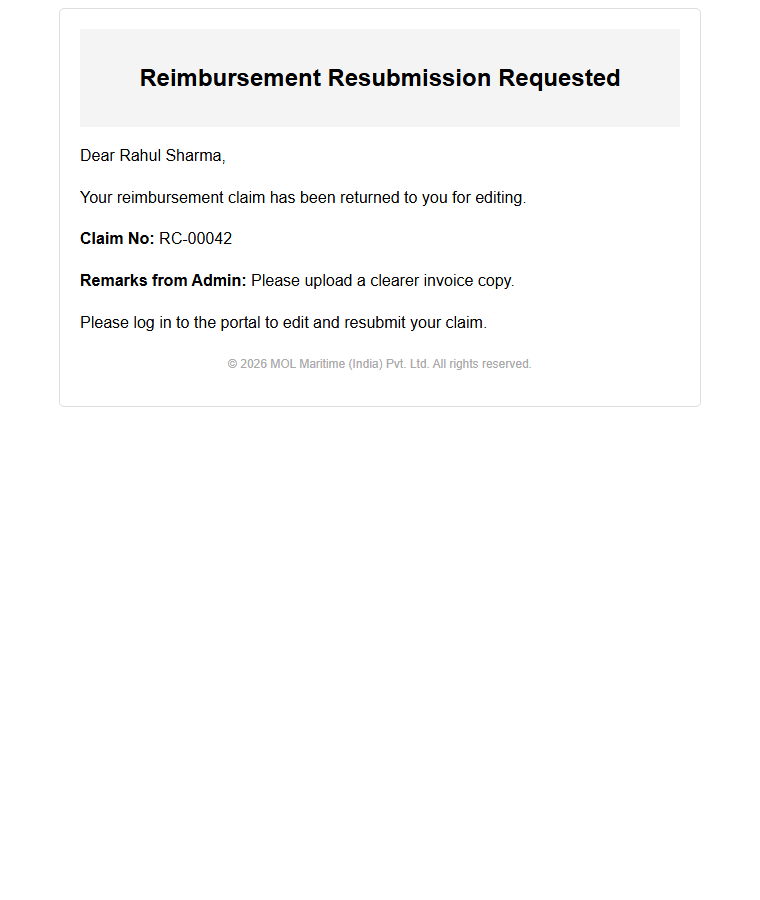 Reimbursement Resubmission Requested
Dear Rahul Sharma,
Your reimbursement claim has been returned to you for editing.
Claim No: RC-00042
Remarks from Admin: Please upload a clearer invoice copy.
Please log in to the portal to edit and resubmit your claim.
© 2026 MOL Maritime (India) Pvt. Ltd. All rights reserved.